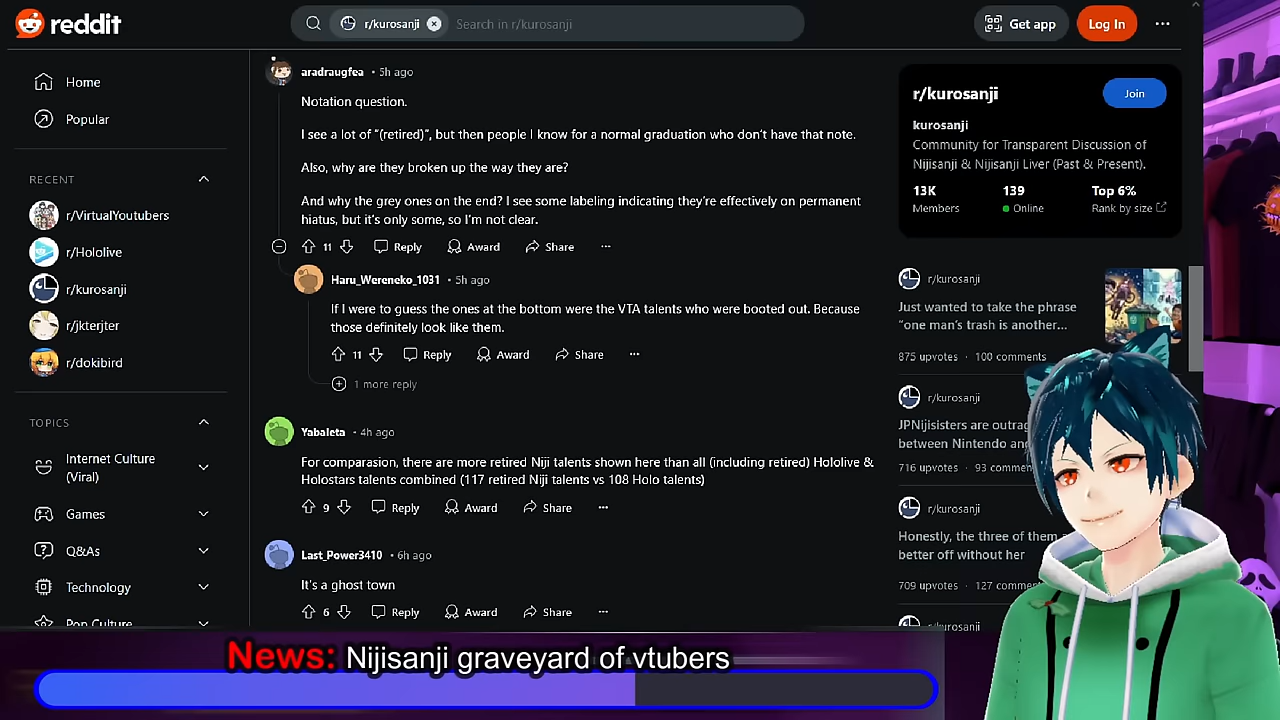 reddit
r/kurosanji
Search in r/kurosanji
Get app
Log In
Home
Popular
RECENT
r/VirtualYoutubers
r/Hololive
r/kurosanji
r/jkterjter
r/dokibird
TOPICS
Internet Culture
(Viral)
Games
Q&As
Technology
Pop Culture
aradraugfea • 5h ago
Notation question.
I see a lot of "(retired)", but then people I know for a normal graduation who don't have that note.
Also, why are they broken up the way they are?
And why the grey ones on the end? I see some labeling indicating they're effectively on permanent
hiatus, but it's only some, so I'm not clear.
11 Reply Award Share
Haru_Wereneko_1031 • 5h ago
If I were to guess the ones at the bottom were the VTA talents who were booted out. Because
those definitely look like them.
11 Reply Award Share
1 more reply
Yabaleta • 4h ago
For comparasion, there are more retired Niji talents shown here than all (including retired) Hololive &
Holostars talents combined (117 retired Niji talents vs 108 Holo talents)
9 Reply Award Share
Last_Power3410 • 6h ago
It's a ghost town
6 Reply Award Share
r/kurosanji
Join
kurosanji
Community for Transparent Discussion of
Nijisanji & Nijisanji Liver (Past & Present).
13K 139 Top 6%
Members Online Rank by size
r/kurosanji
Just wanted to take the phrase
"one man's trash is another...
875 upvotes · 100 comments
r/kurosanji
JPNijisisters are outrag
between Nintendo an
716 upvotes · 93 commen
r/kurosanji
Honestly, the three of them
better off without her
709 upvotes · 127 commen
r/kurosanji
News: Nijisanji graveyard of vtubers